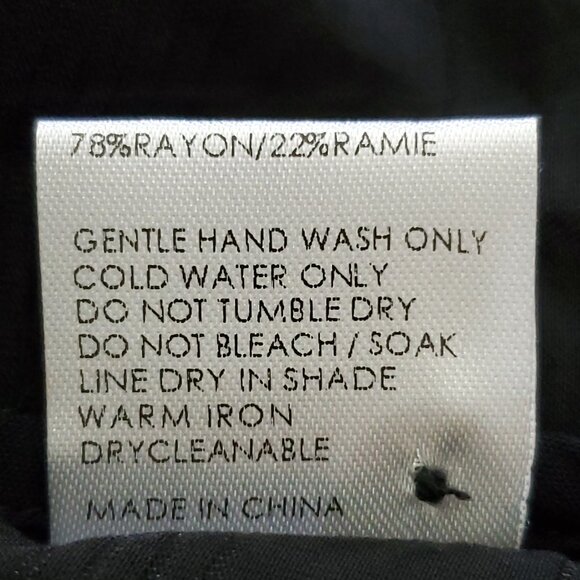 78%RAYON/22%RAMIE
GENTLE HAND WASH ONLY
COLD WATER ONLY
DO NOT TUMBLE DRY
DO NOT BLEACH / SOAK
LINE DRY IN SHADE
WARM IRON
DRYCLEANABLE
MADE IN CHINA